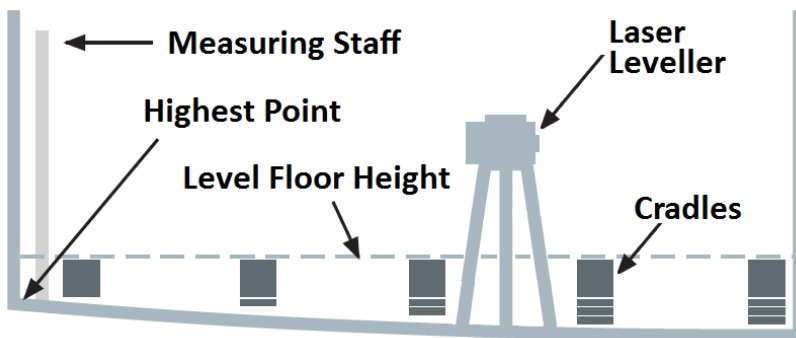 Measuring Staff
Laser
Leveller
Highest Point
Level Floor Height
Cradles